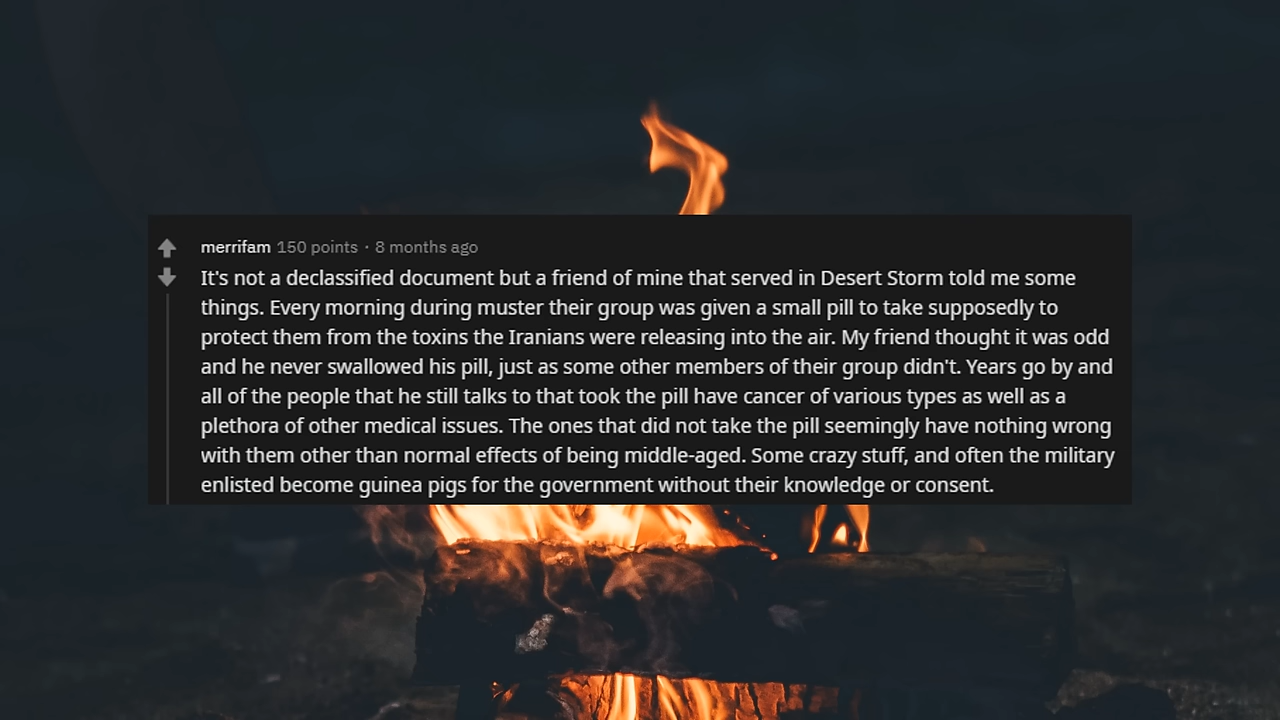 merrifam 150 points · 8 months ago
It's not a declassified document but a friend of mine that served in Desert Storm told me some
things. Every morning during muster their group was given a small pill to take supposedly to
protect them from the toxins the Iranians were releasing into the air. My friend thought it was odd
and he never swallowed his pill, just as some other members of their group didn't. Years go by and
all of the people that he still talks to that took the pill have cancer of various types as well as a
plethora of other medical issues. The ones that did not take the pill seemingly have nothing wrong
with them other than normal effects of being middle-aged. Some crazy stuff, and often the military
enlisted become guinea pigs for the government without their knowledge or consent.